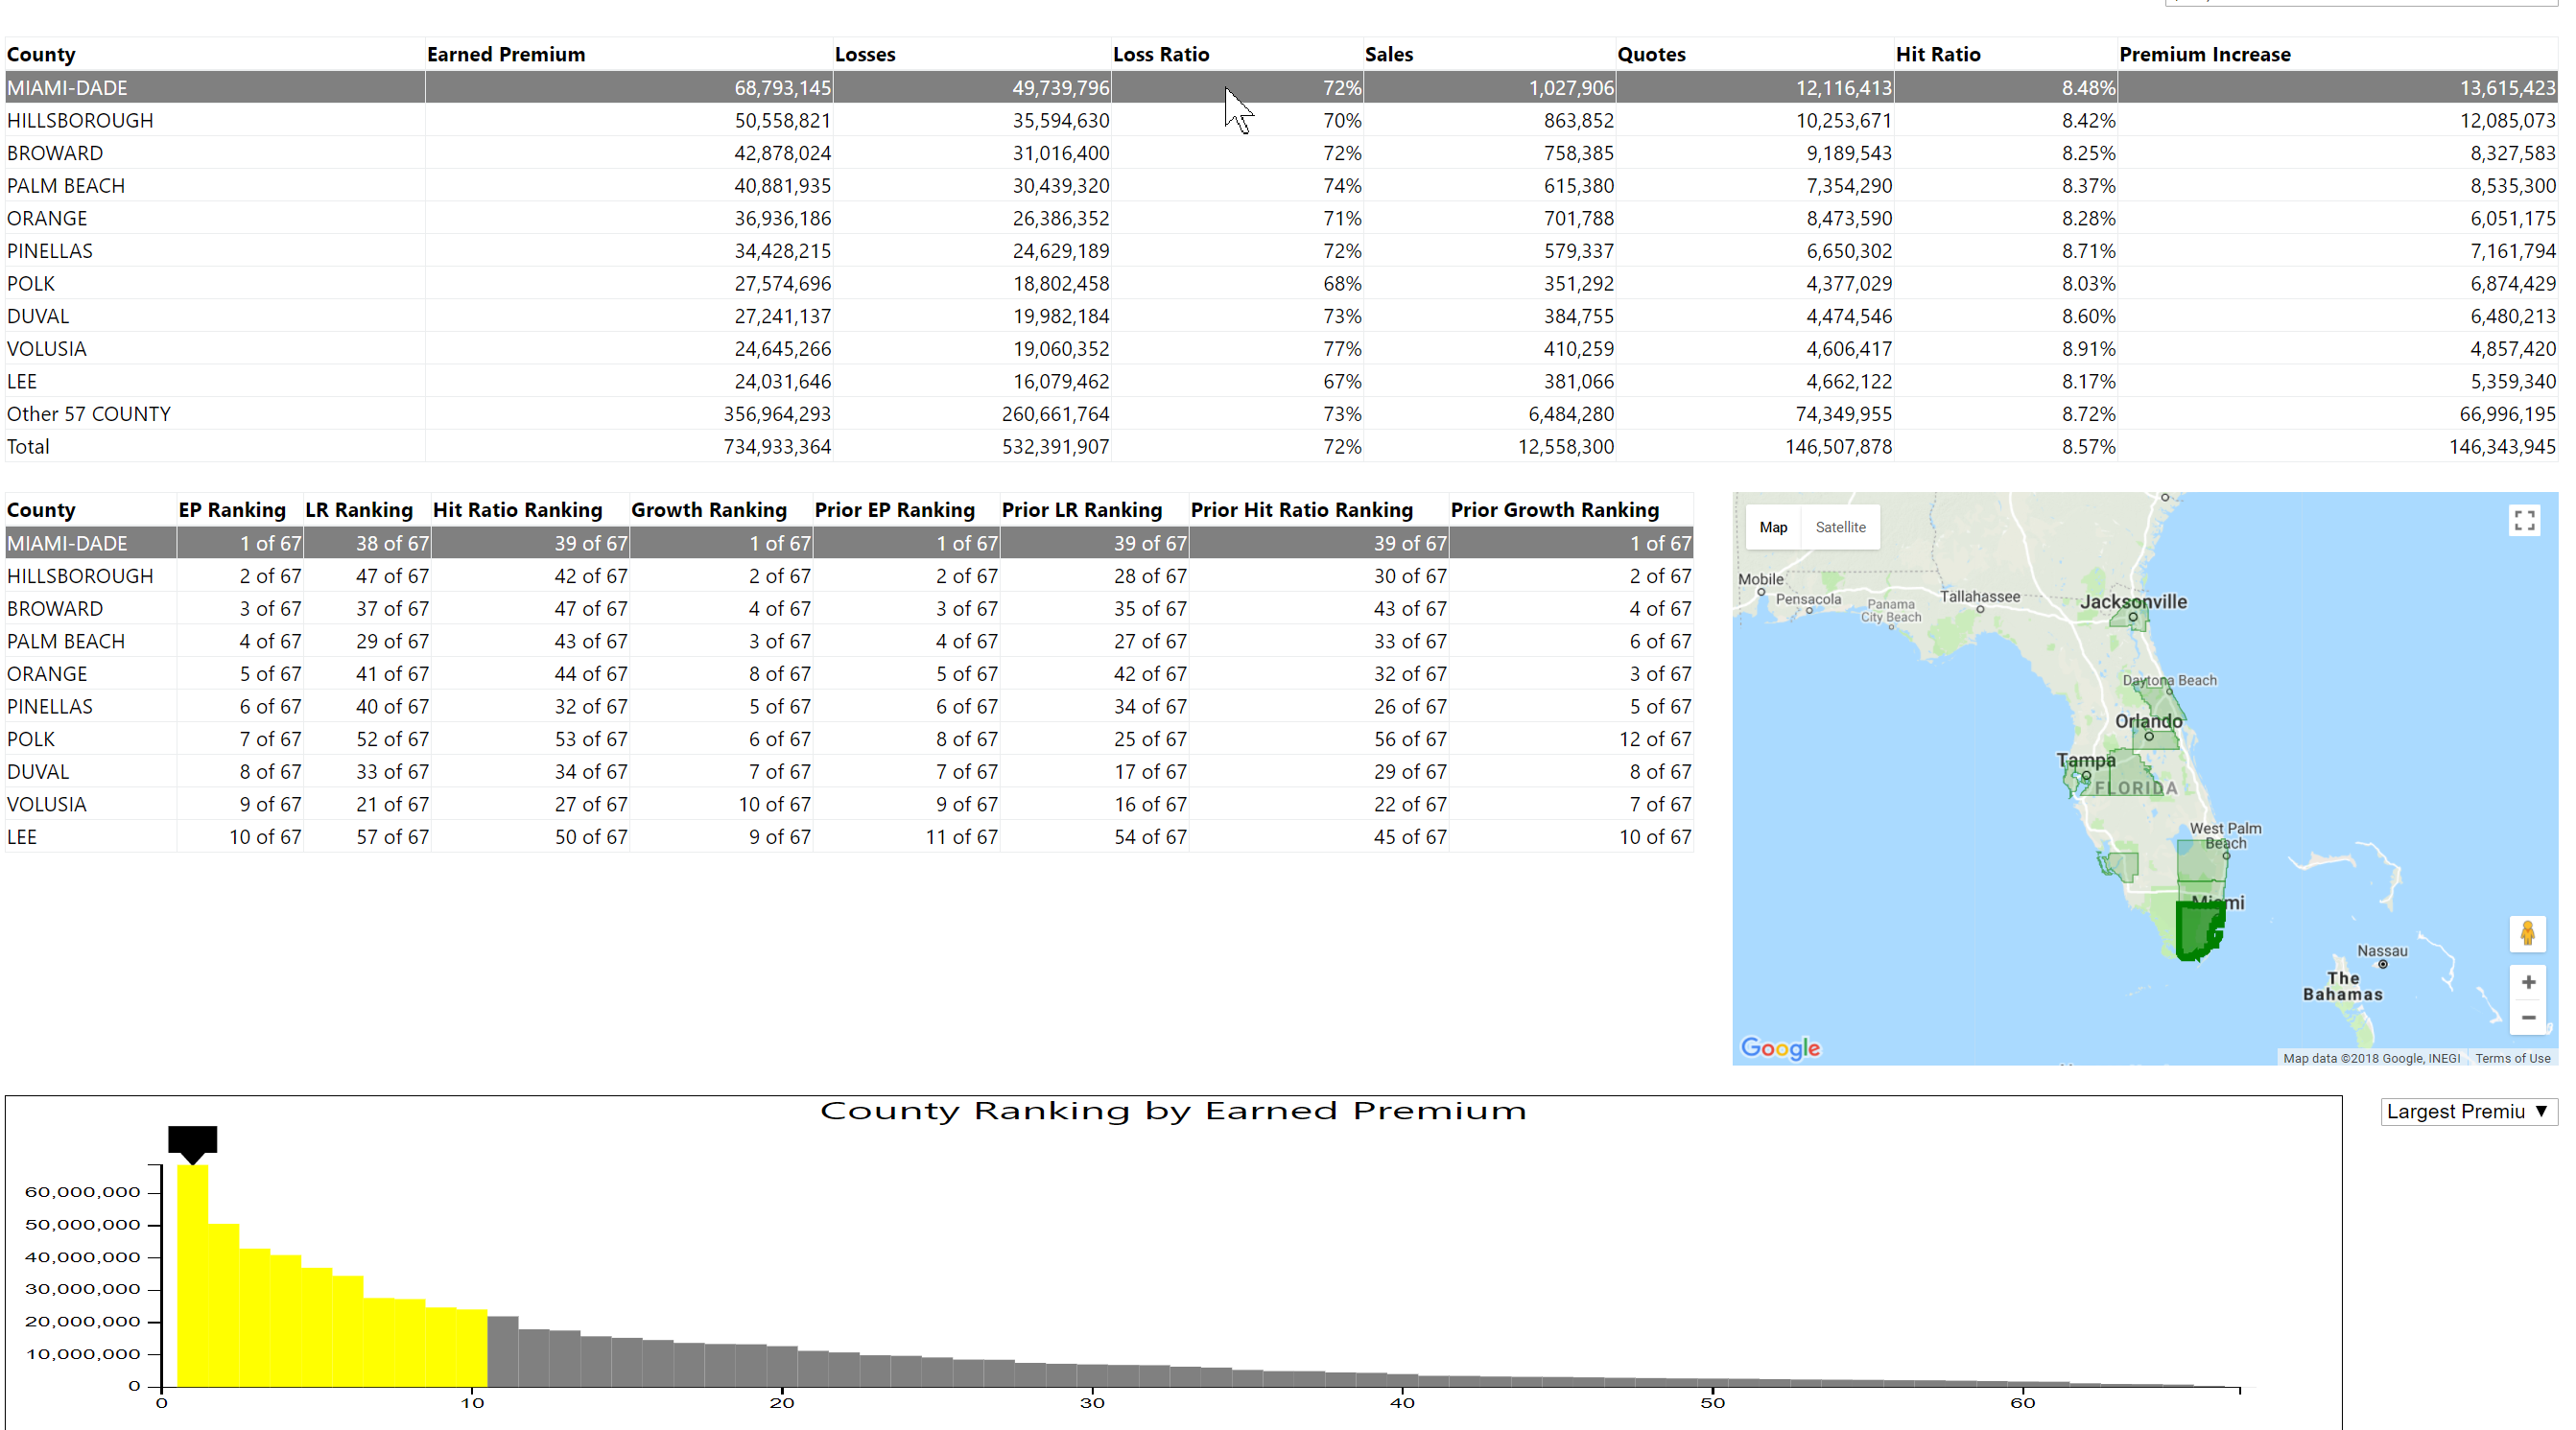 County Earned Premium Losses Loss Ratio Sales Quotes Hit Ratio Premium Increase
MIAMI-DADE 68,793,145 49,739,796 72% 1,027,906 12,116,413 8.48% 13,615,423
HILLSBOROUGH 50,558,821 35,594,630 70% 863,852 10,253,671 8.42% 12,085,073
BROWARD 42,878,024 31,016,400 72% 758,385 9,189,543 8.25% 8,327,583
PALM BEACH 40,881,935 30,439,320 74% 615,380 7,354,290 8.37% 8,535,300
ORANGE 36,936,186 26,386,352 71% 701,788 8,473,590 8.28% 6,051,175
PINELLAS 34,428,215 24,629,189 72% 579,337 6,650,302 8.71% 7,161,794
POLK 27,574,696 18,802,458 68% 351,292 4,377,029 8.03% 6,874,429
DUVAL 27,241,137 19,982,184 73% 384,755 4,474,546 8.60% 6,480,213
VOLUSIA 24,645,266 19,060,352 77% 410,259 4,606,417 8.91% 4,857,420
LEE 24,031,646 16,079,462 67% 381,066 4,662,122 8.17% 5,359,340
Other 57 COUNTY 356,964,293 260,661,764 73% 6,484,280 74,349,955 8.72% 66,996,195
Total 734,933,364 532,391,907 72% 12,558,300 146,507,878 8.57% 146,343,945
County EP Ranking LR Ranking Hit Ratio Ranking Growth Ranking Prior EP Ranking Prior LR Ranking Prior Hit Ratio Ranking Prior Growth Ranking
MIAMI-DADE 1 of 67 38 of 67 39 of 67 1 of 67 1 of 67 39 of 67 39 of 67 1 of 67
HILLSBOROUGH 2 of 67 47 of 67 42 of 67 2 of 67 2 of 67 28 of 67 30 of 67 2 of 67
BROWARD 3 of 67 37 of 67 47 of 67 4 of 67 3 of 67 35 of 67 43 of 67 4 of 67
PALM BEACH 4 of 67 29 of 67 43 of 67 3 of 67 4 of 67 27 of 67 33 of 67 6 of 67
ORANGE 5 of 67 41 of 67 44 of 67 8 of 67 5 of 67 42 of 67 32 of 67 3 of 67
PINELLAS 6 of 67 40 of 67 32 of 67 5 of 67 6 of 67 34 of 67 26 of 67 5 of 67
POLK 7 of 67 52 of 67 53 of 67 6 of 67 8 of 67 25 of 67 56 of 67 12 of 67
DUVAL 8 of 67 33 of 67 34 of 67 7 of 67 7 of 67 17 of 67 29 of 67 8 of 67
VOLUSIA 9 of 67 21 of 67 27 of 67 10 of 67 9 of 67 16 of 67 22 of 67 7 of 67
LEE 10 of 67 57 of 67 50 of 67 9 of 67 11 of 67 54 of 67 45 of 67 10 of 67
Map Satellite
Mobile
Pensacola
Panama
City Beach
Tallahassee
Jacksonville
Daytona Beach
Orlando
Tampa
FLORIDA
West Palm
Beach
Miami
Nassau
The
Bahamas
Google
Map data ©2018 Google, INEGI Terms of Use
County Ranking by Earned Premium
Largest Premiu
60,000,000
50,000,000
40,000,000
30,000,000
20,000,000
10,000,000
0
0 10 20 30 40 50 60